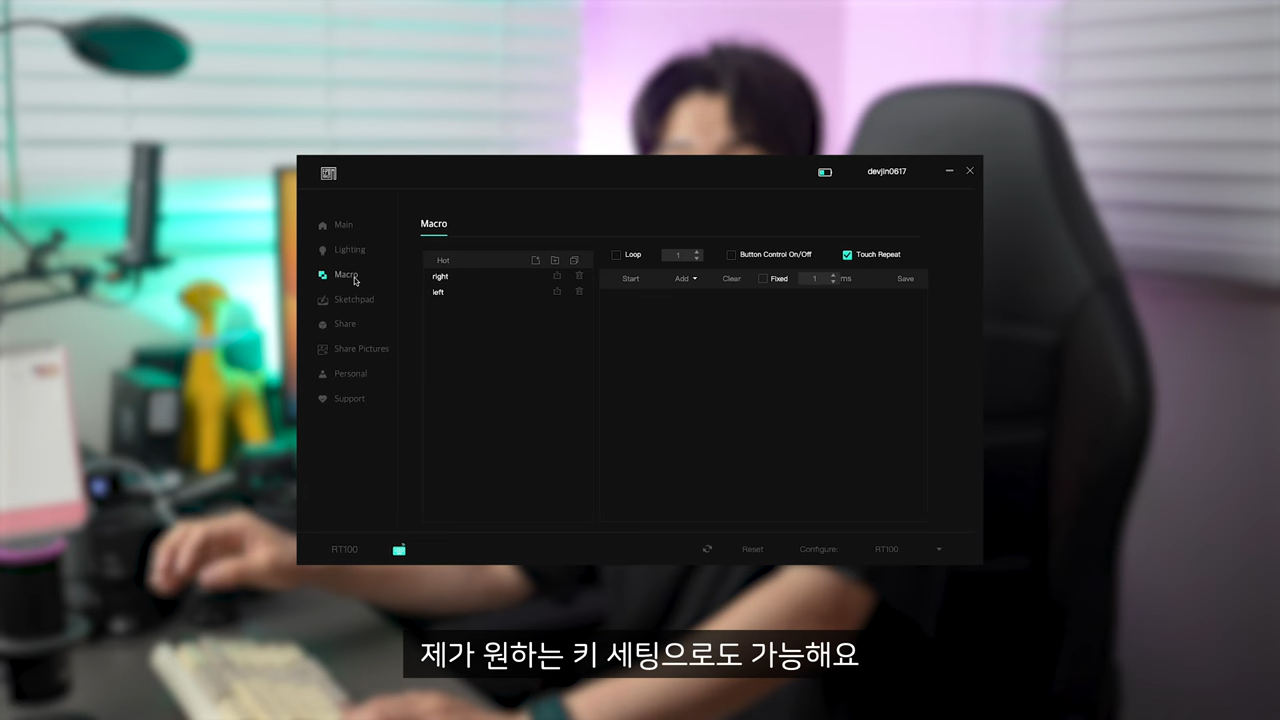 devjin0617
Main
Lighting
Macro
Sketchpad
Share
Share Pictures
Personal
Support
Macro
Hot
right
left
Loop 1 Button Control On/Off Touch Repeat
Start Add Clear Fixed 1 ms Save
RT100
Reset Configure: RT100
제가 원하는 키 세팅으로도 가능해요